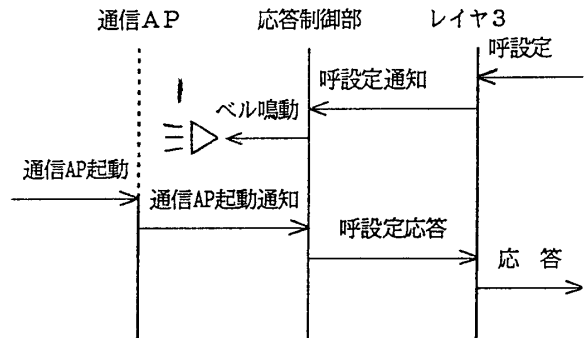 通信AP 応答制御部 レイヤ3
呼設定
呼設定通知
ベル鳴動
通信AP起動
通信AP起動通知
呼設定応答
応 答